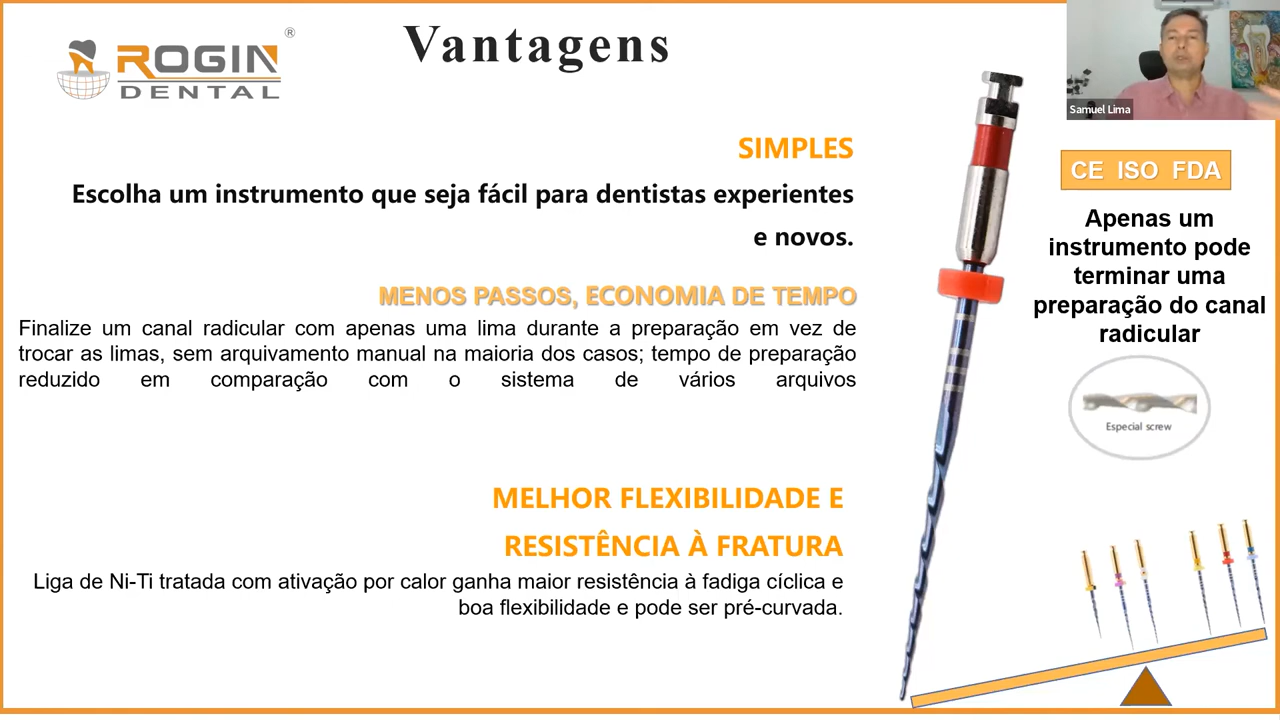 ROGIN
DENTAL
®
Vantagens
Samuel Lima
SIMPLES
Escolha um instrumento que seja fácil para dentistas experientes
e novos.
MENOS PASSOS, ECONOMIA DE TEMPO
Finalize um canal radicular com apenas uma lima durante a preparação em vez de
trocar as limas, sem arquivamento manual na maioria dos casos; tempo de preparação
reduzido em comparação com o sistema de vários arquivos
MELHOR FLEXIBILIDADE E
RESISTÊNCIA À FRATURA
Liga de Ni-Ti tratada com ativação por calor ganha maior resistência à fadiga cíclica e
boa flexibilidade e pode ser pré-curvada.
CE ISO FDA
Apenas um
instrumento pode
terminar uma
preparação do canal
radicular
Especial screw